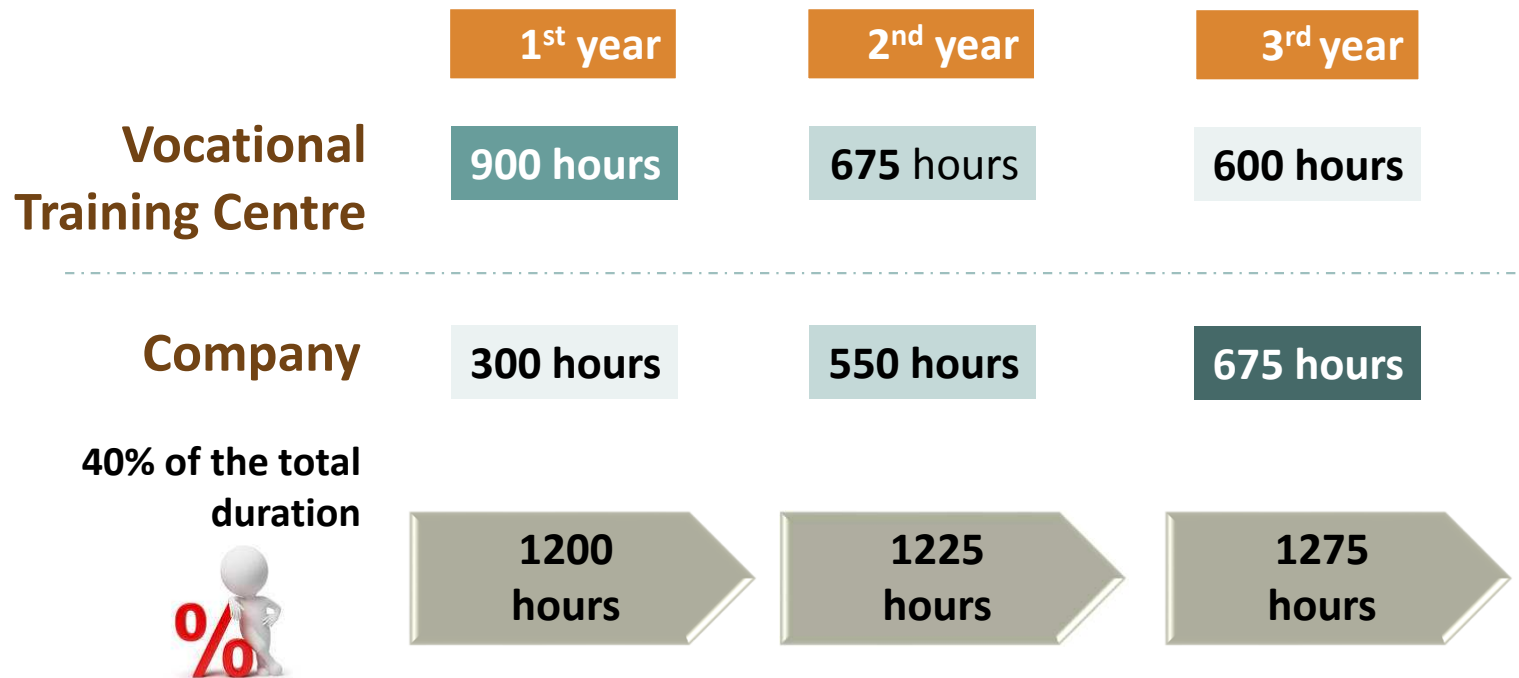 1st year 2nd year 3rd year
Vocational
Training Centre
900 hours 675 hours 600 hours
Company 300 hours 550 hours 675 hours
40% of the total
duration
1200
hours
1225
hours
1275
hours
%